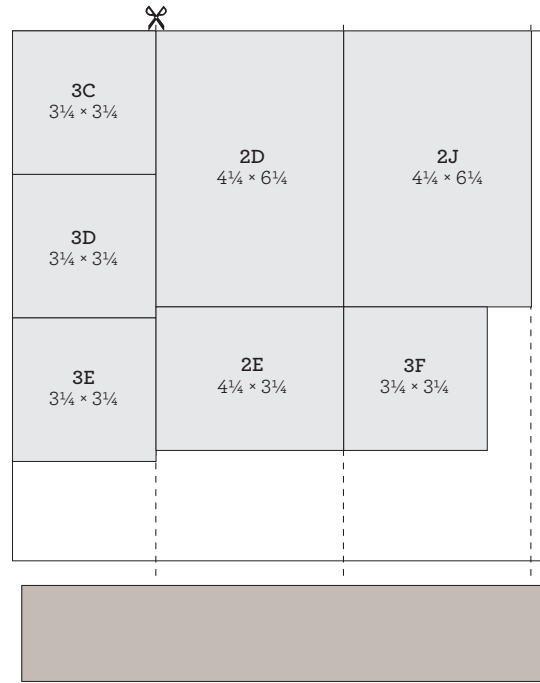 3C
3¼ × 3¼
2D
4¼ × 6¼
2J
4¼ × 6¼
3D
3¼ × 3¼
3E
3¼ × 3¼
2E
4¼ × 3¼
3F
3¼ × 3¼